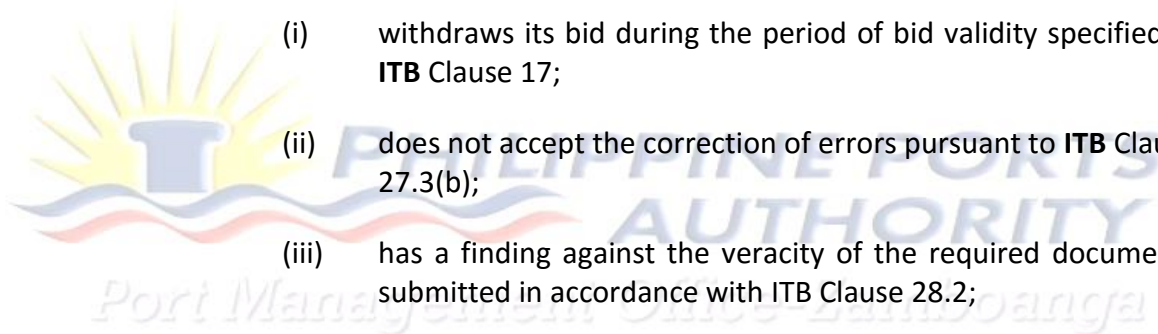 (i) withdraws its bid during the period of bid validity specified
ITB Clause 17;
(ii) does not accept the correction of errors pursuant to ITB
27.3(b);
(iii) has a finding against the veracity of the required
submitted in accordance with ITB Clause 28.2;
PHILIPPINE PORTS
AUTHORITY
Port Management Office-Zamboanga